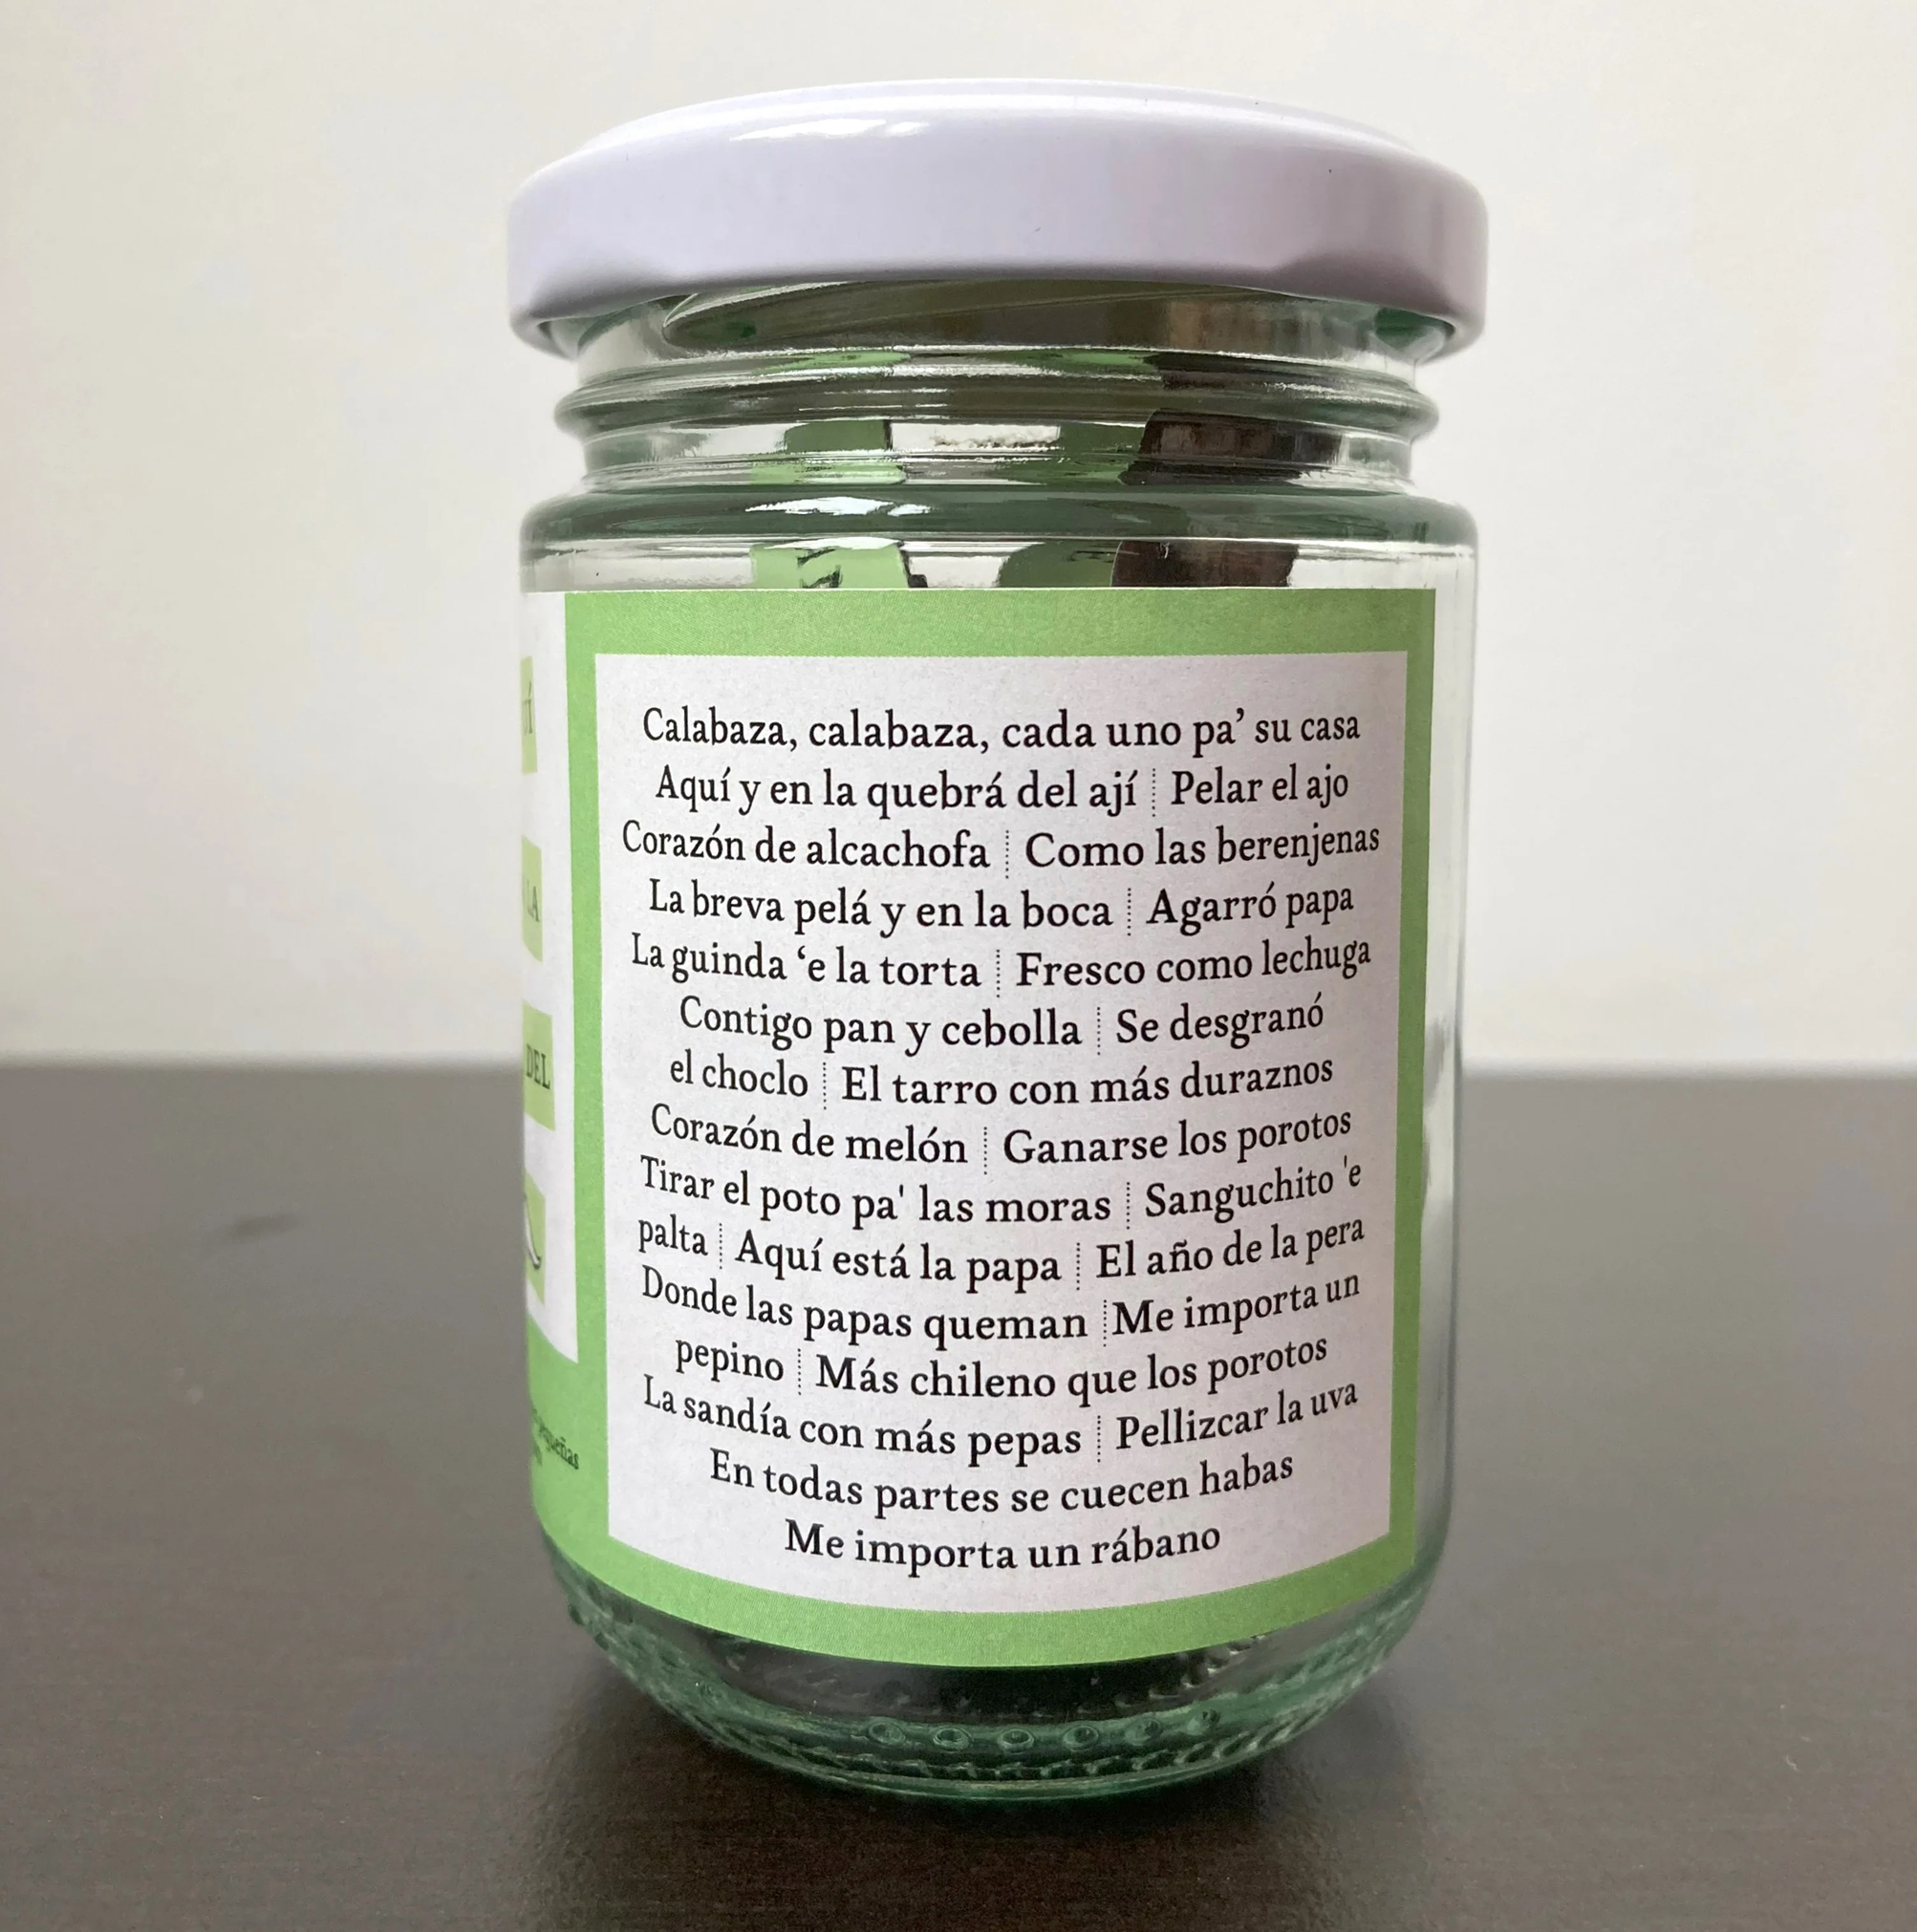 Calabaza, calabaza, cada uno pa’ su casa
Aquí y en la quebrá del ají ┊ Pelar el ajo
Corazón de alcachofa ┊ Como las berenjenas
La breva pelá y en la boca ┊ Agarró papa
La guinda ‘e la torta ┊ Fresco como lechuga
Contigo pan y cebolla ┊ Se desgranó
el choclo ┊ El tarro con más duraznos
Corazón de melón ┊ Ganarse los porotos
Tirar el poto pa' las moras ┊ Sanguchito 'e
palta ┊ Aquí está la papa ┊ El año de la pera
Donde las papas queman ┊ Me importa un
pepino ┊ Más chileno que los porotos
La sandía con más pepas ┊ Pellizcar la uva
En todas partes se cuecen habas
Me importa un rábano
LA
DEL